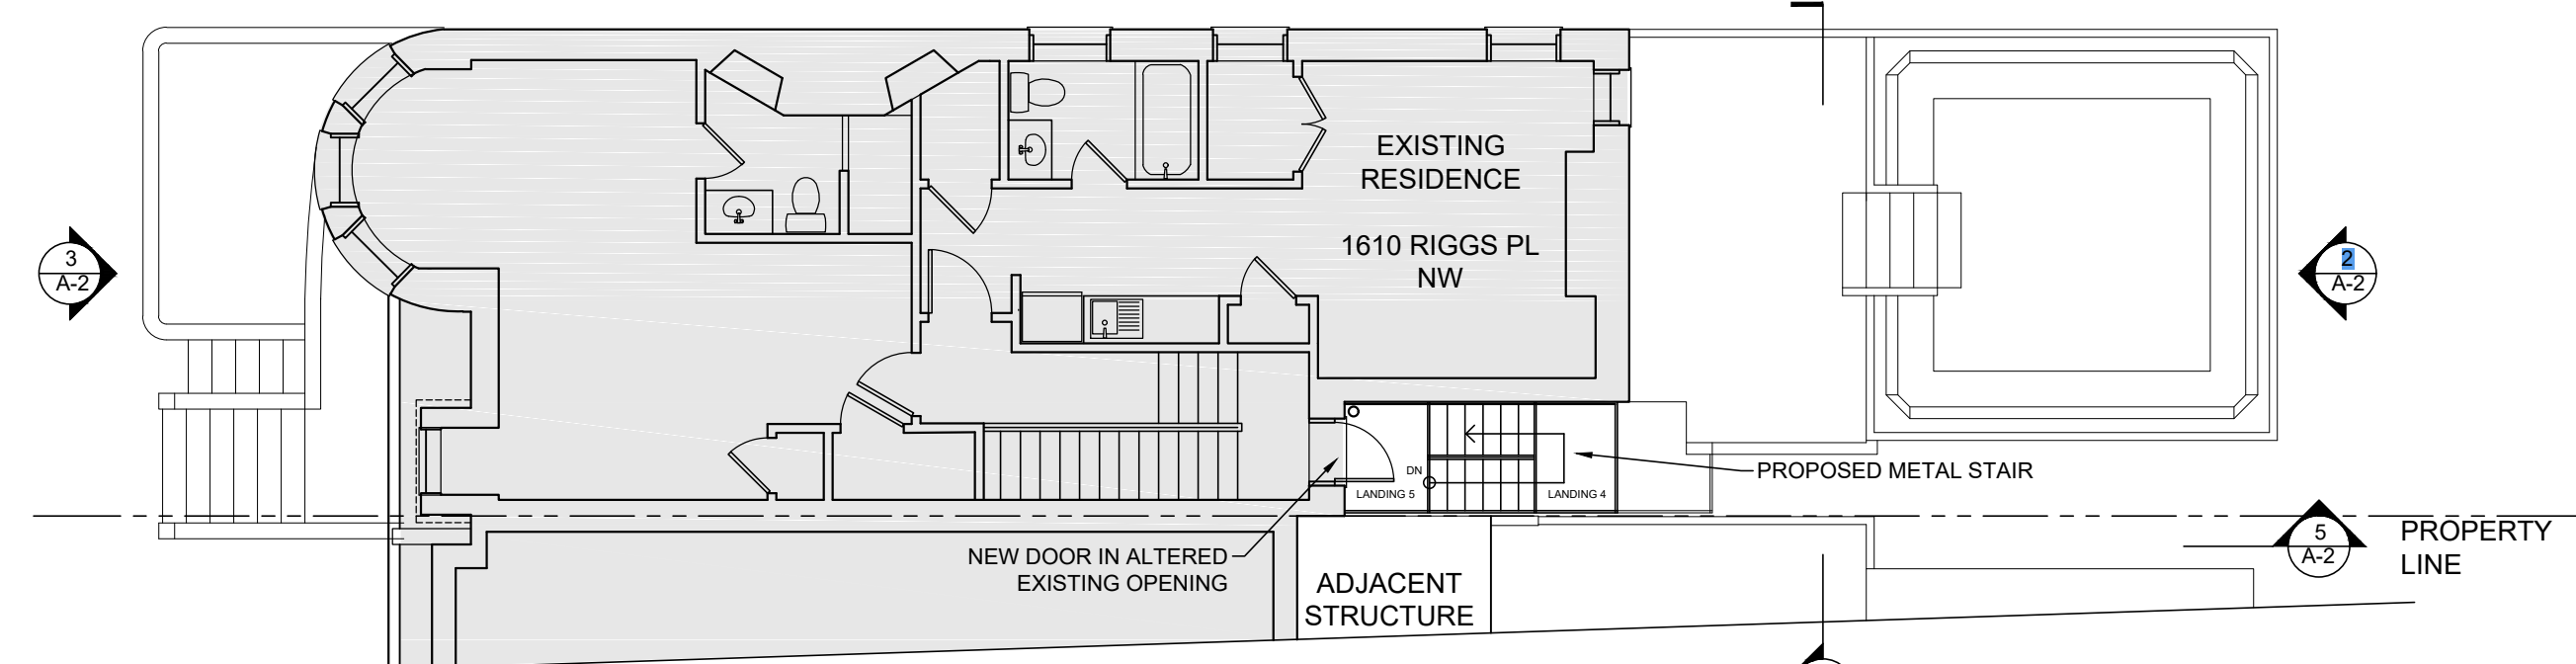 EXISTING
RESIDENCE
1610 RIGGS PL
NW
3
A-2
2
A-2
DN
LANDING 5
LANDING 4
PROPOSED METAL STAIR
NEW DOOR IN ALTERED
EXISTING OPENING
ADJACENT
STRUCTURE
5
A-2
PROPERTY
LINE